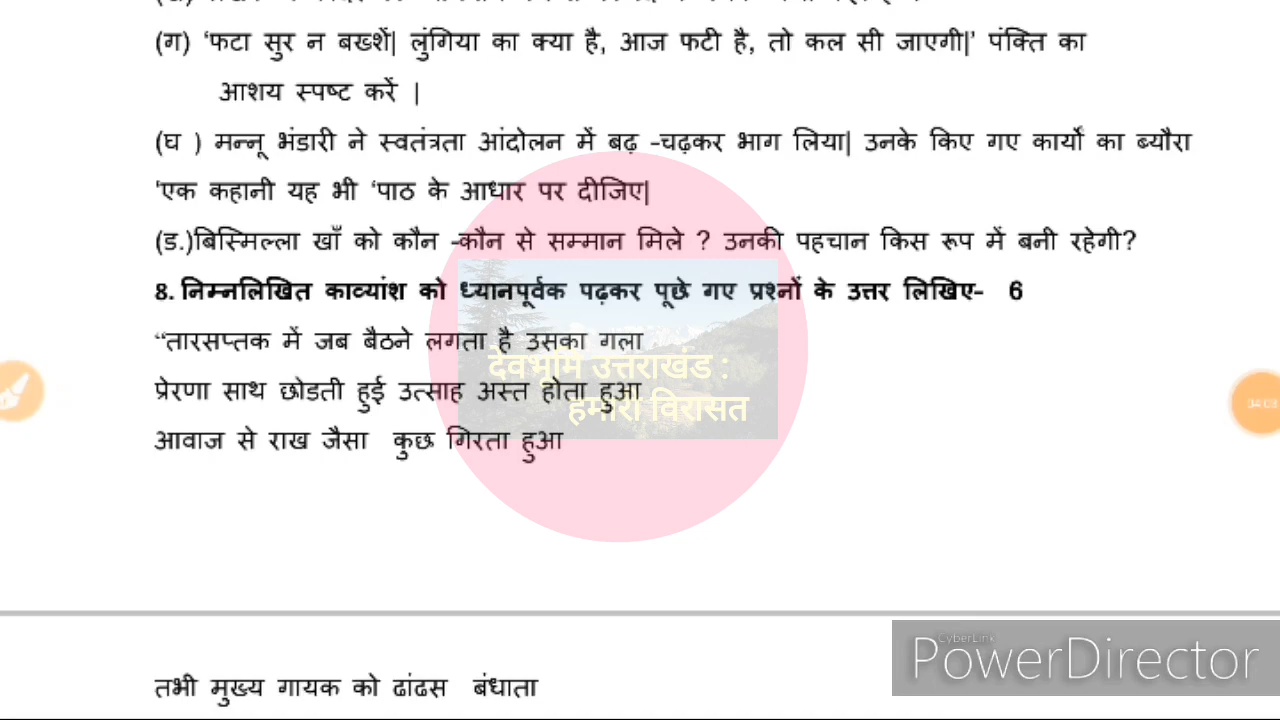 (ग) ‘फटा सुर न बख्शें| लुंगिया का क्या है, आज फटी है, तो कल सी जाएगी|’ पंक्ति का
आशय स्पष्ट करें |
(घ ) मन्नू भंडारी ने स्वतंत्रता आंदोलन में बढ़ -चढ़कर भाग लिया| उनके किए गए कार्यों का ब्यौरा
'एक कहानी यह भी ‘पाठ के आधार पर दीजिए|
(ड.)बिस्मिल्ला खाँ को कौन -कौन से सम्मान मिले ? उनकी पहचान किस रूप में बनी रहेगी?
8. निम्नलिखित काव्यांश को ध्यानपूर्वक पढ़कर पूछे गए प्रश्नों के उत्तर लिखिए- 6
“तारसप्तक में जब बैठने लगता है उसका गला
देवभूमि उत्तराखंड :
प्रेरणा साथ छोडती हुई उत्साह अस्त होता हुआ
हमारी विरासत
आवाज से राख जैसा कुछ गिरता हुआ
04:03
CyberLink
PowerDirector
तभी मुख्य गायक को ढांढस बंधाता